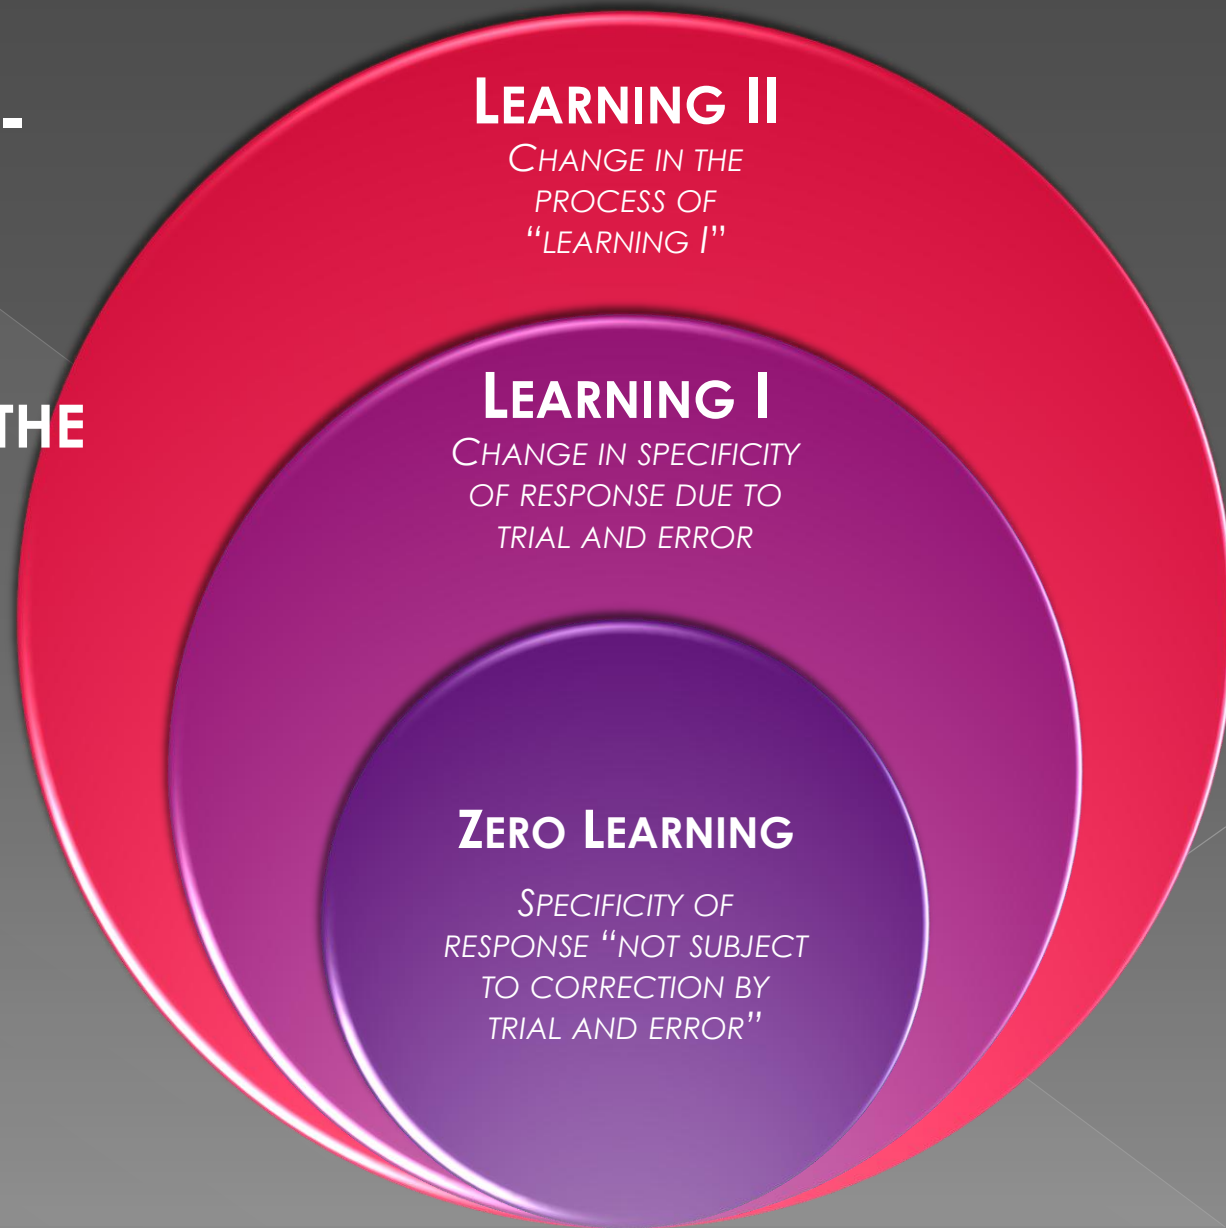 LEARNING II
-
CHANGE IN THE
PROCESS OF
“LEARNING I”
LEARNING I
THE
CHANGE IN SPECIFICITY
OF RESPONSE DUE TO
TRIAL AND ERROR
ZERO LEARNING
SPECIFICITY OF
RESPONSE “NOT SUBJECT
TO CORRECTION BY
TRIAL AND ERROR”